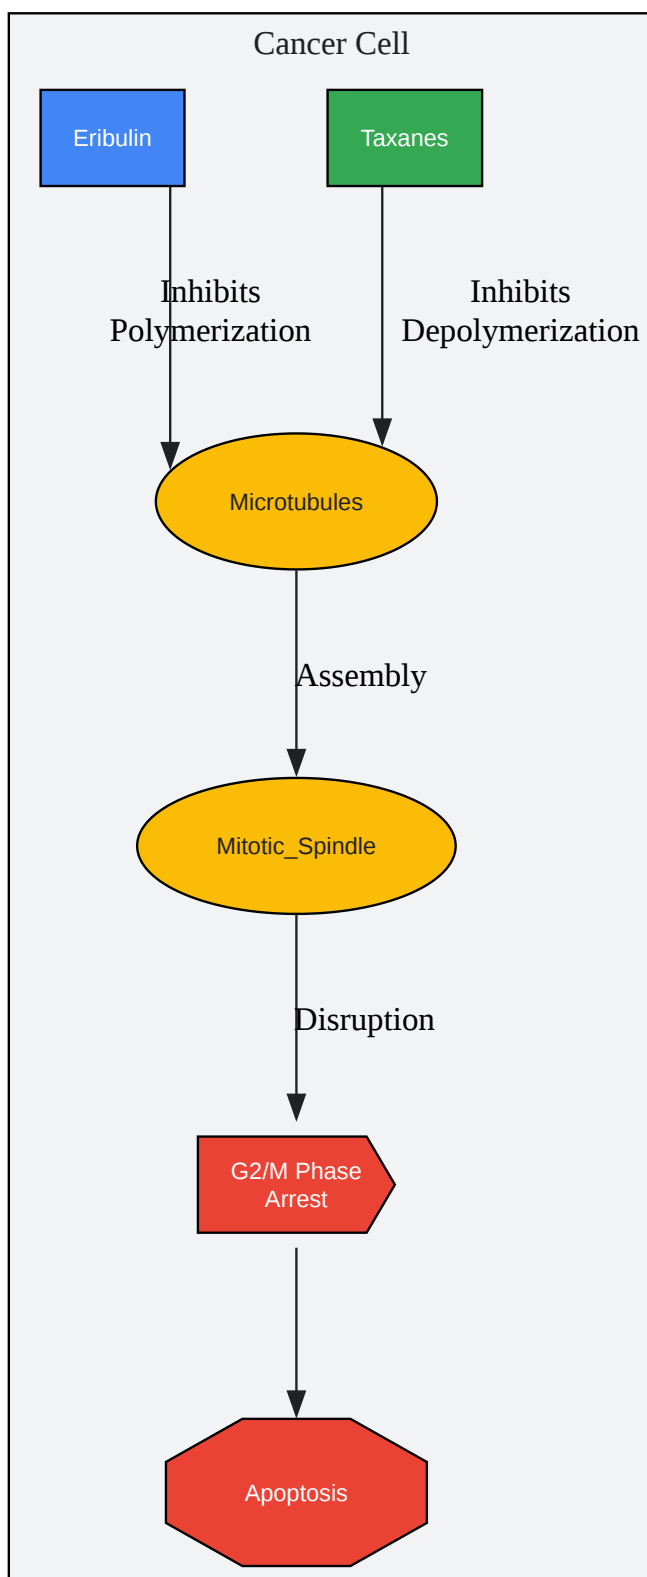 Cancer Cell
Eribulin
Taxanes
Inhibits
Polymerization
Inhibits
Depolymerization
Microtubules
Assembly
Mitotic_Spindle
Disruption
G2/M Phase
Arrest
Apoptosis